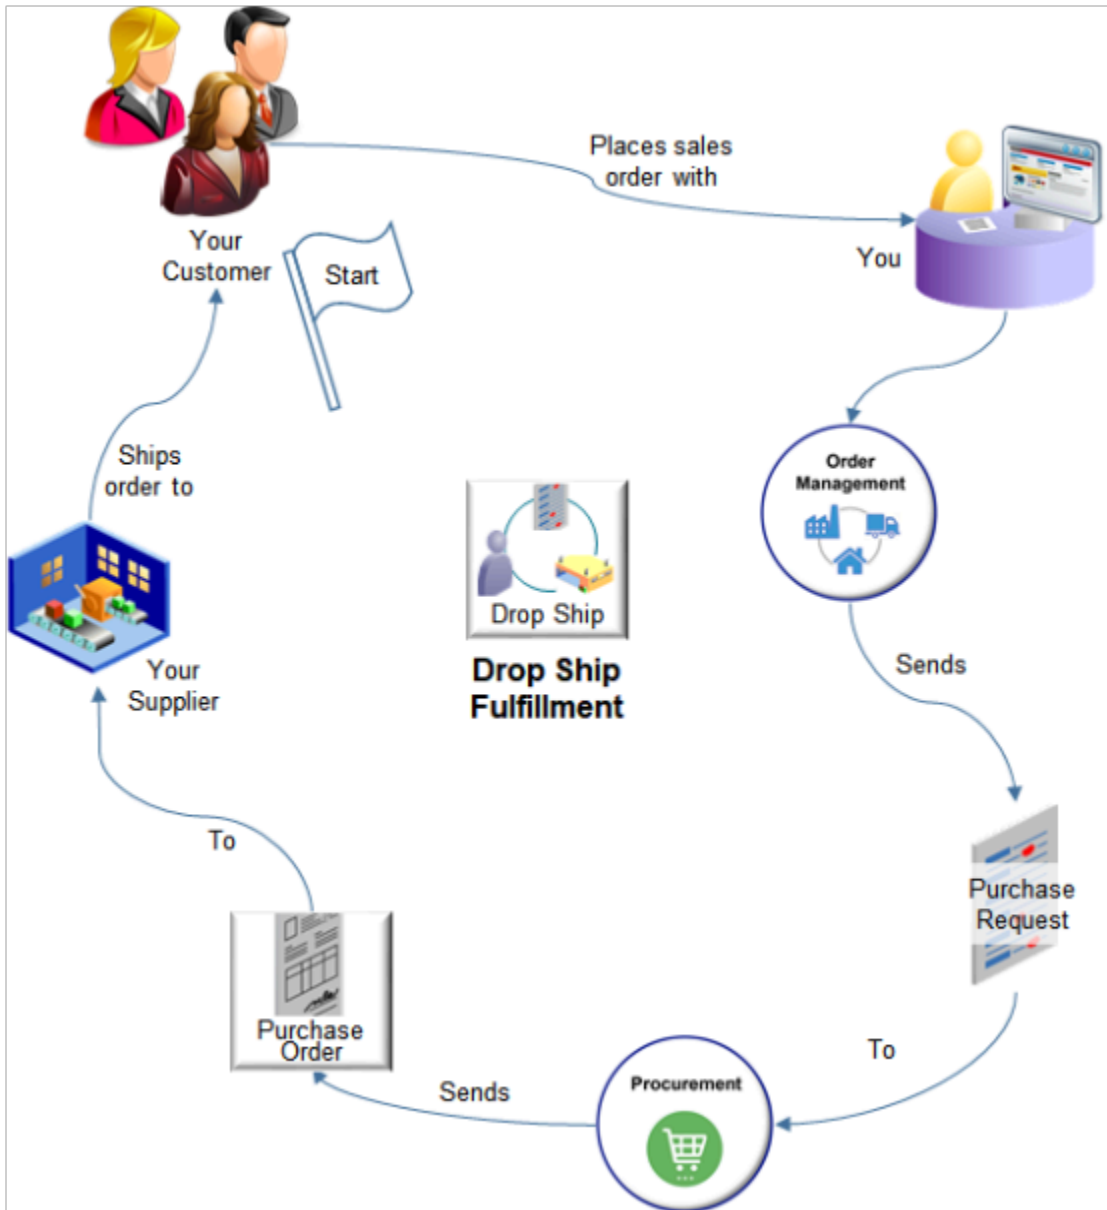 Places sales
order with
Your
Customer
Start
You
Order
Management
Ships
order to
Drop Ship
Drop Ship
Fulfillment
Sends
Your
Supplier
To
Purchase
Request
Purchase
Order
Sends
Procurement
To